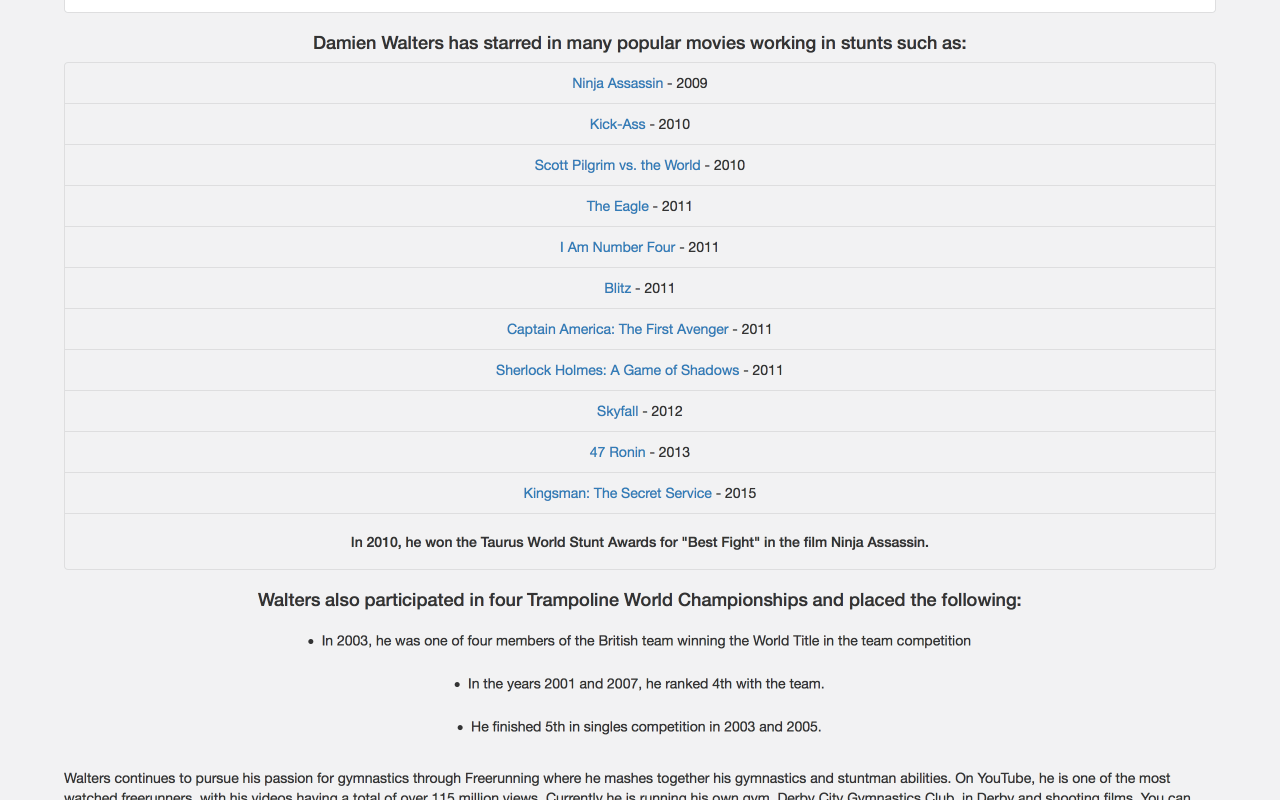 Damien Walters has starred in many popular movies working in stunts such as:
Ninja Assassin - 2009
Kick-Ass - 2010
Scott Pilgrim vs. the World - 2010
The Eagle - 2011
I Am Number Four - 2011
Blitz - 2011
Captain America: The First Avenger - 2011
Sherlock Holmes: A Game of Shadows - 2011
Skyfall - 2012
47 Ronin - 2013
Kingsman: The Secret Service - 2015
In 2010, he won the Taurus World Stunt Awards for "Best Fight" in the film Ninja Assassin.
Walters also participated in four Trampoline World Championships and placed the following:
• In 2003, he was one of four members of the British team winning the World Title in the team competition
• In the years 2001 and 2007, he ranked 4th with the team.
• He finished 5th in singles competition in 2003 and 2005.
Walters continues to pursue his passion for gymnastics through Freerunning where he mashes together his gymnastics and stuntman abilities. On YouTube, he is one of the most
watched freerunners, with his videos having a total of over 115 million views. Currently he is running his own gym, Derby City Gymnastics Club, in Derby and shooting films. You can